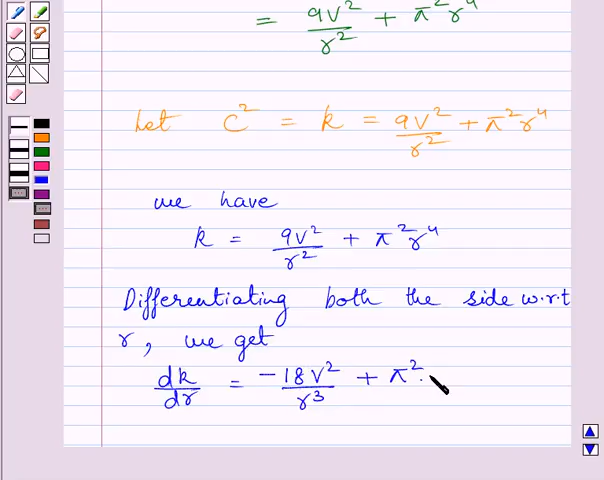 = 9v²/r² + π²r⁴
Let C² = k = 9v²/r² + π²r⁴
we have
k = 9v²/r² + π²r⁴
Differentiating both the side w.r.t
r, we get
dk/dr = -18v²/r³ + π².